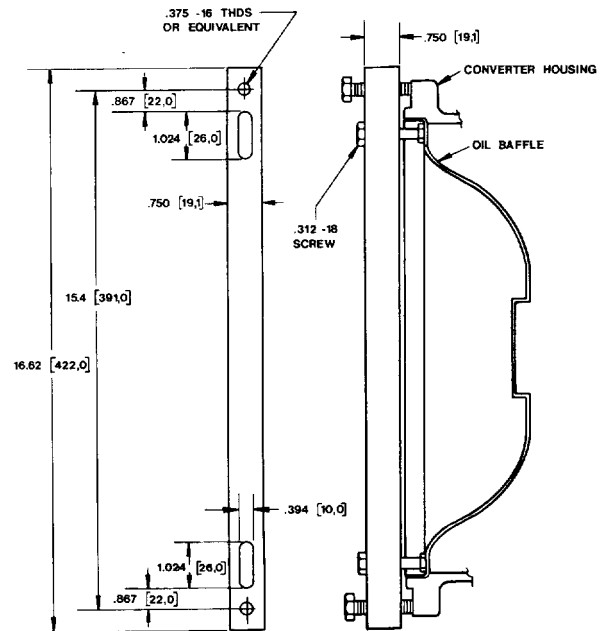 .375 -16 THDS
OR EQUIVALENT
.750 [19,1]
CONVERTER HOUSING
.867 [22,0]
1.024 [26,0]
OIL BAFFLE
.750 [19,1]
.312 -18
SCREW
15.4 [391,0]
16.62 [422,0]
.394 [10,0]
1.024 [26,0]
.867 [22,0]